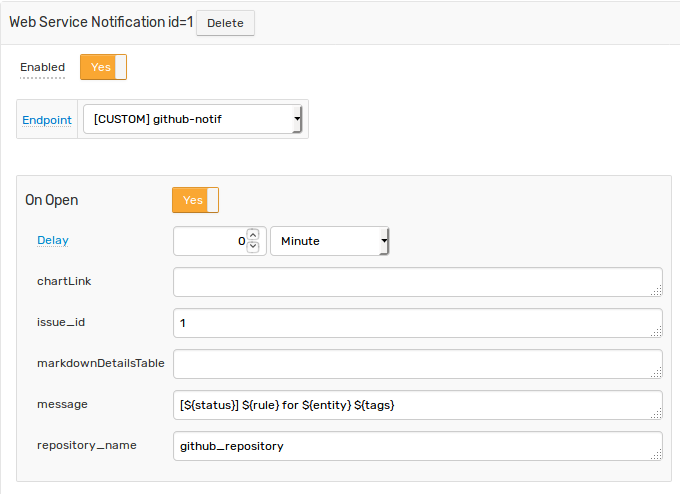 Web Service Notification id=1 Delete
Enabled Yes
Endpoint [CUSTOM] github-notif
On Open Yes
Delay 0 Minute
chartLink
issue_id 1
markdownDetailsTable
message [${status}] ${rule} for ${entity} ${tags}
repository_name github_repository